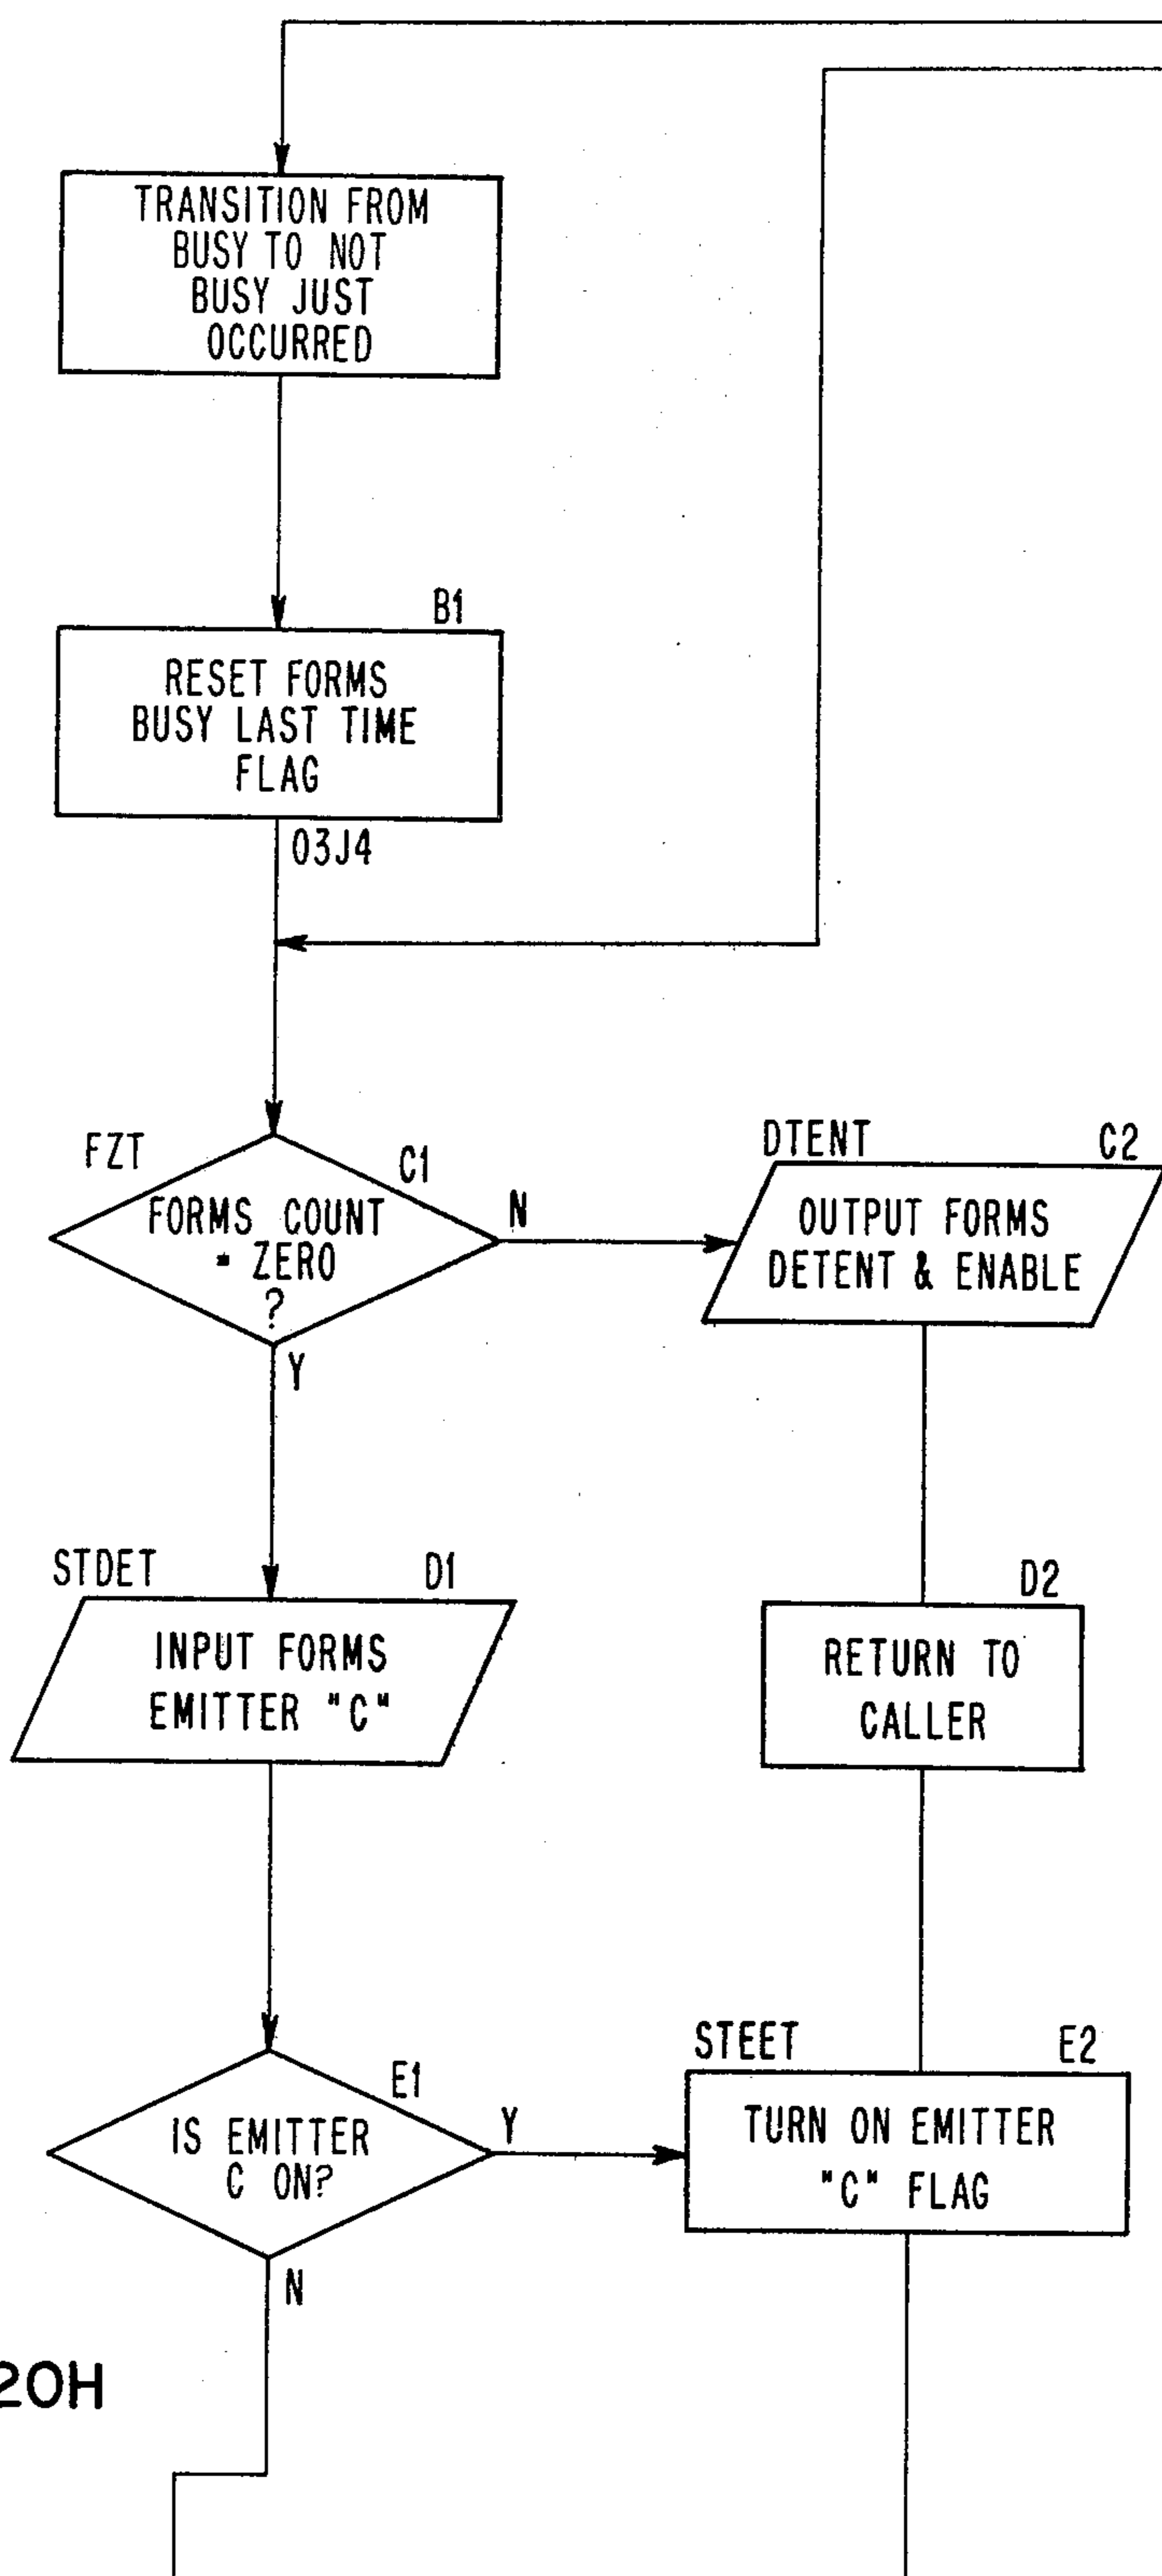 TRANSITION FROM
BUSY TO NOT
BUSY JUST
OCCURRED
B1
RESET FORMS
BUSY LAST TIME
FLAG
03J4
FZT
C1
FORMS COUNT
= ZERO
?
N
Y
DTENT
C2
OUTPUT FORMS
DETENT & ENABLE
STDET
D1
INPUT FORMS
EMITTER "C"
D2
RETURN TO
CALLER
E1
IS EMITTER
C ON?
Y
N
STEET
E2
TURN ON EMITTER
"C" FLAG
20H